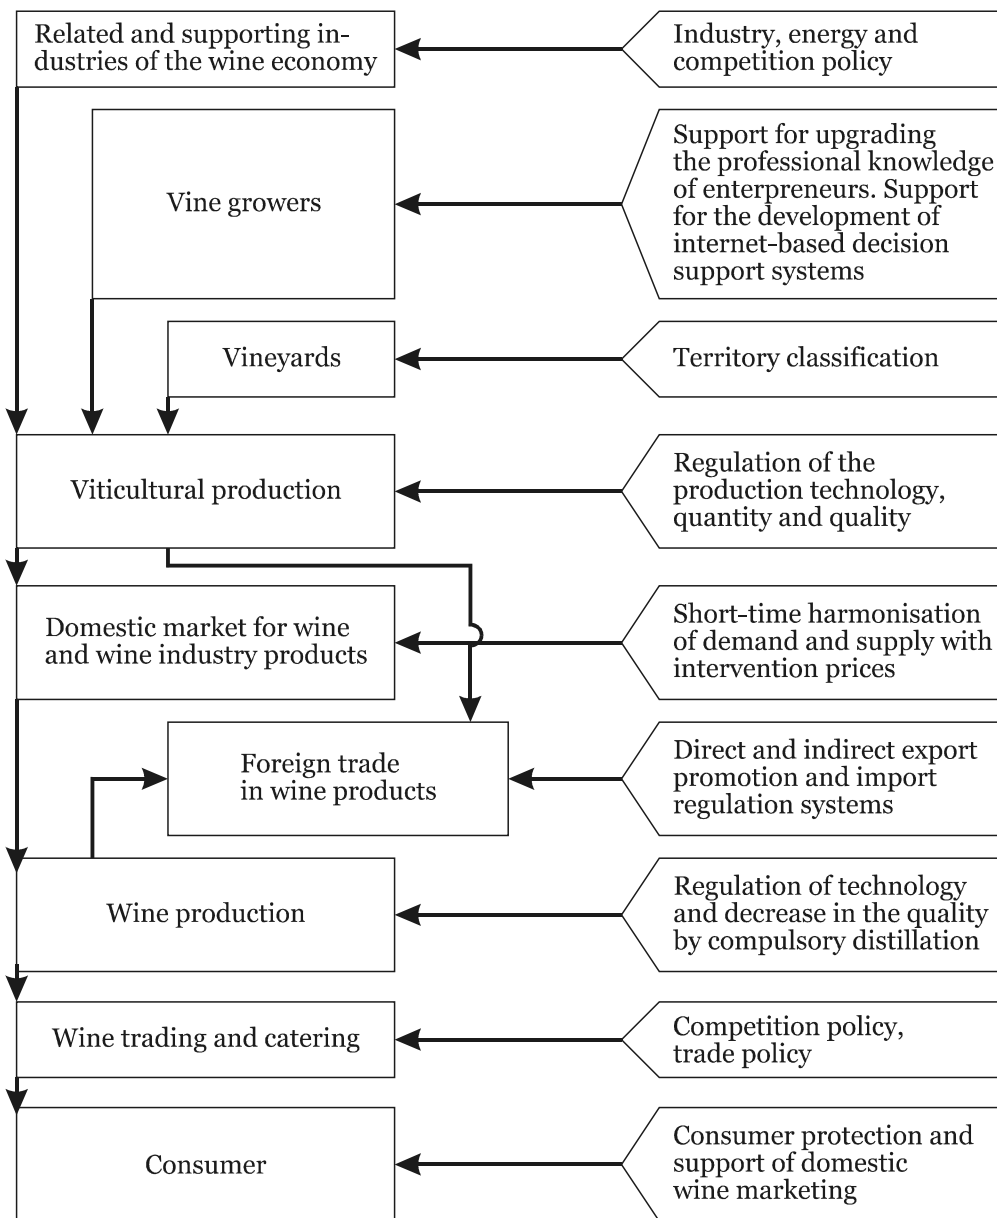 Related and supporting in-
dustries of the wine economy
Industry, energy and
competition policy
Vine growers
Support for upgrading
the professional knowledge
of enterpreneurs. Support
for the development of
internet-based decision
support systems
Vineyards
Territory classification
Viticultural production
Regulation of the
production technology,
quantity and quality
Domestic market for wine
and wine industry products
Short-time harmonisation
of demand and supply with
intervention prices
Foreign trade
in wine products
Direct and indirect export
promotion and import
regulation systems
Wine production
Regulation of technology
and decrease in the quality
by compulsory distillation
Wine trading and catering
Competition policy,
trade policy
Consumer
Consumer protection and
support of domestic
wine marketing